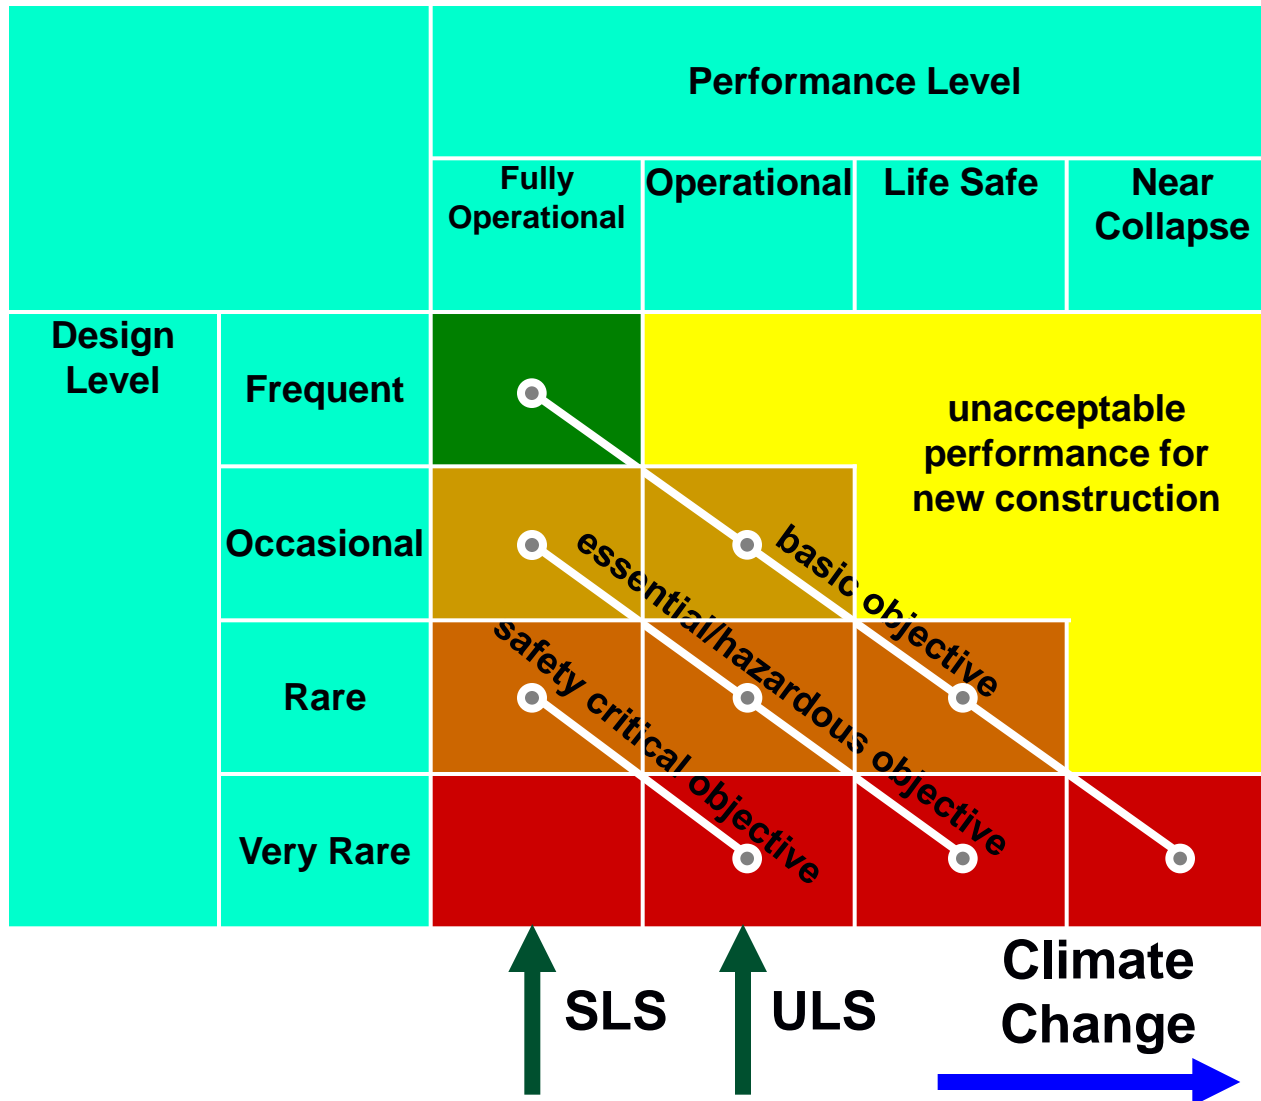 Performance Level
Fully
Operational
Operational
Life Safe
Near
Collapse
Design
Level
Frequent
unacceptable
performance for
new construction
Occasional
basic objective
essential/hazardous objective
safety critical objective
Rare
Very Rare
SLS
ULS
Climate
Change